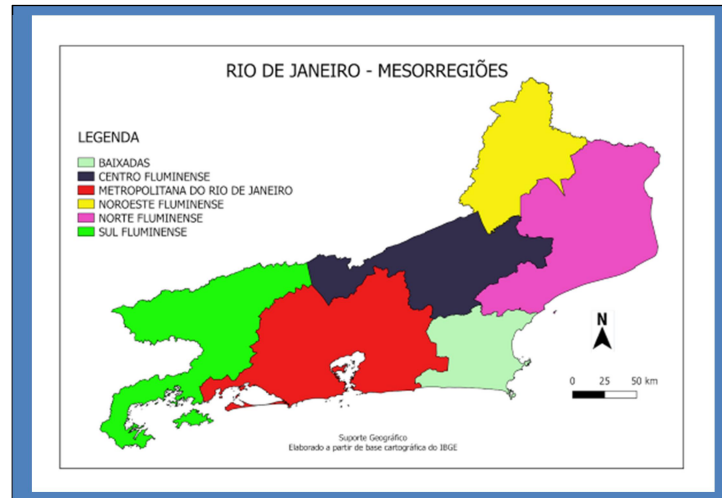 RIO DE JANEIRO - MESORREGIÕES
LEGENDA
BAIXADAS
CENTRO FLUMINENSE
METROPOLITANA DO RIO DE JANEIRO
NOROESTE FLUMINENSE
NORTE FLUMINENSE
SUL FLUMINENSE
N
0 25 50 km
Suporte Geográfico
Elaborado a partir de base cartográfica do IBGE